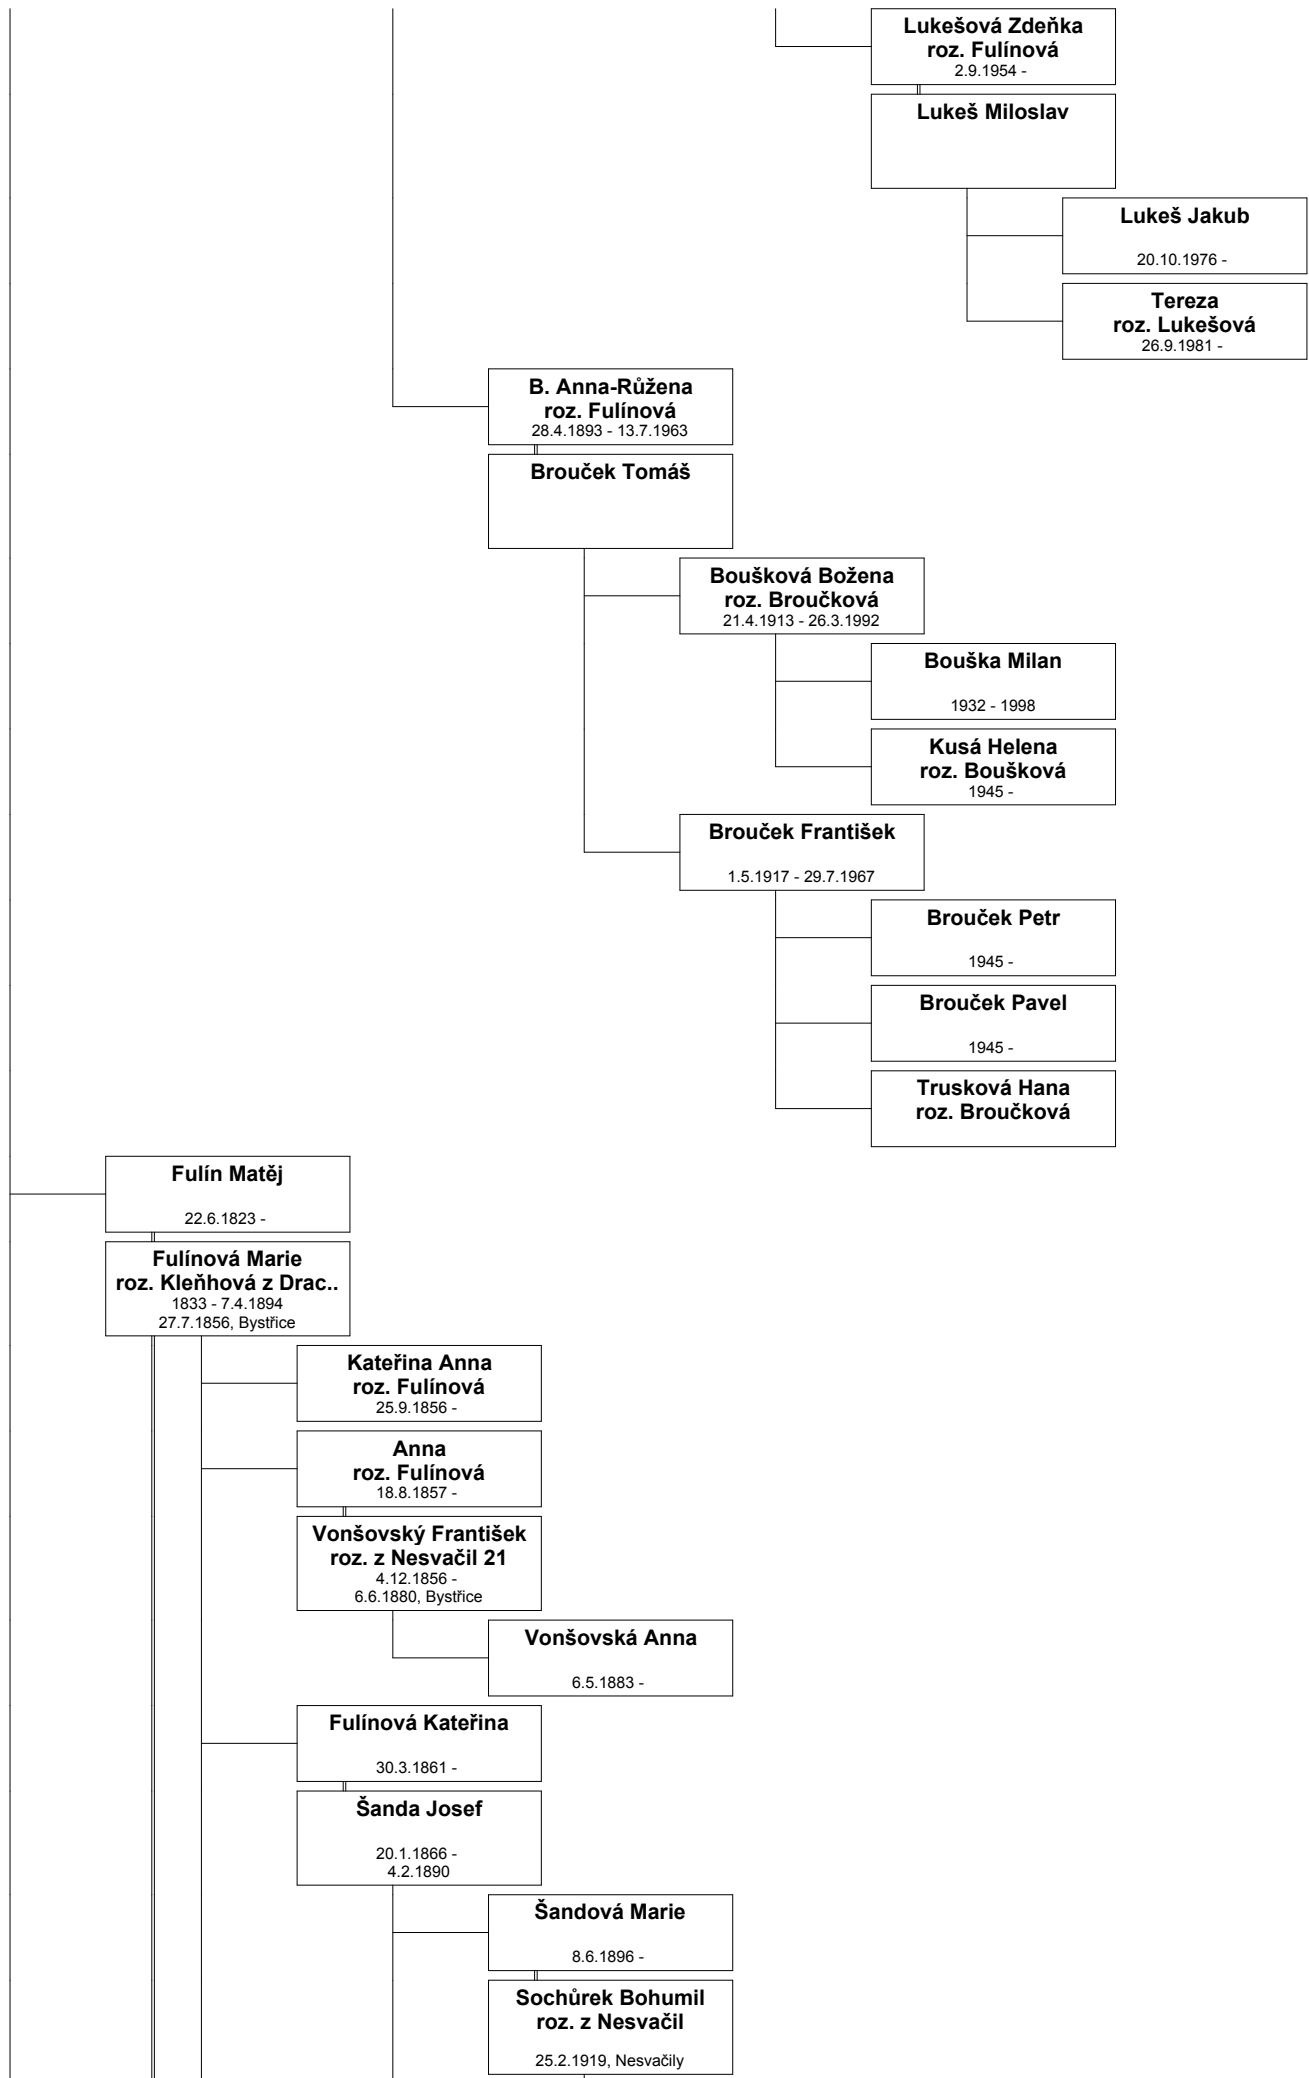 Lukešová Zdeňka
roz. Fulínová
2.9.1954 -
Lukeš Miloslav
Lukeš Jakub
20.10.1976 -
Tereza
roz. Lukešová
26.9.1981 -
B. Anna-Růžena
roz. Fulínová
28.4.1893 - 13.7.1963
Brouček Tomáš
Boušková Božena
roz. Broučková
21.4.1913 - 26.3.1992
Bouška Milan
1932 - 1998
Kusá Helena
roz. Boušková
1945 -
Brouček František
1.5.1917 - 29.7.1967
Brouček Petr
1945 -
Brouček Pavel
1945 -
Trusková Hana
roz. Broučková
Fulín Matěj
22.6.1823 -
Fulínová Marie
roz. Kleňhová z Drac..
1833 - 7.4.1894
27.7.1856, Bystřice
Kateřina Anna
roz. Fulínová
25.9.1856 -
Anna
roz. Fulínová
18.8.1857 -
Vonšovský František
roz. z Nesvačil 21
4.12.1856 -
6.6.1880, Bystřice
Vonšovská Anna
6.5.1883 -
Fulínová Kateřina
30.3.1861 -
Šanda Josef
20.1.1866 -
4.2.1890
Šandová Marie
8.6.1896 -
Sochůrek Bohumil
roz. z Nesvačil
25.2.1919, Nesvačily